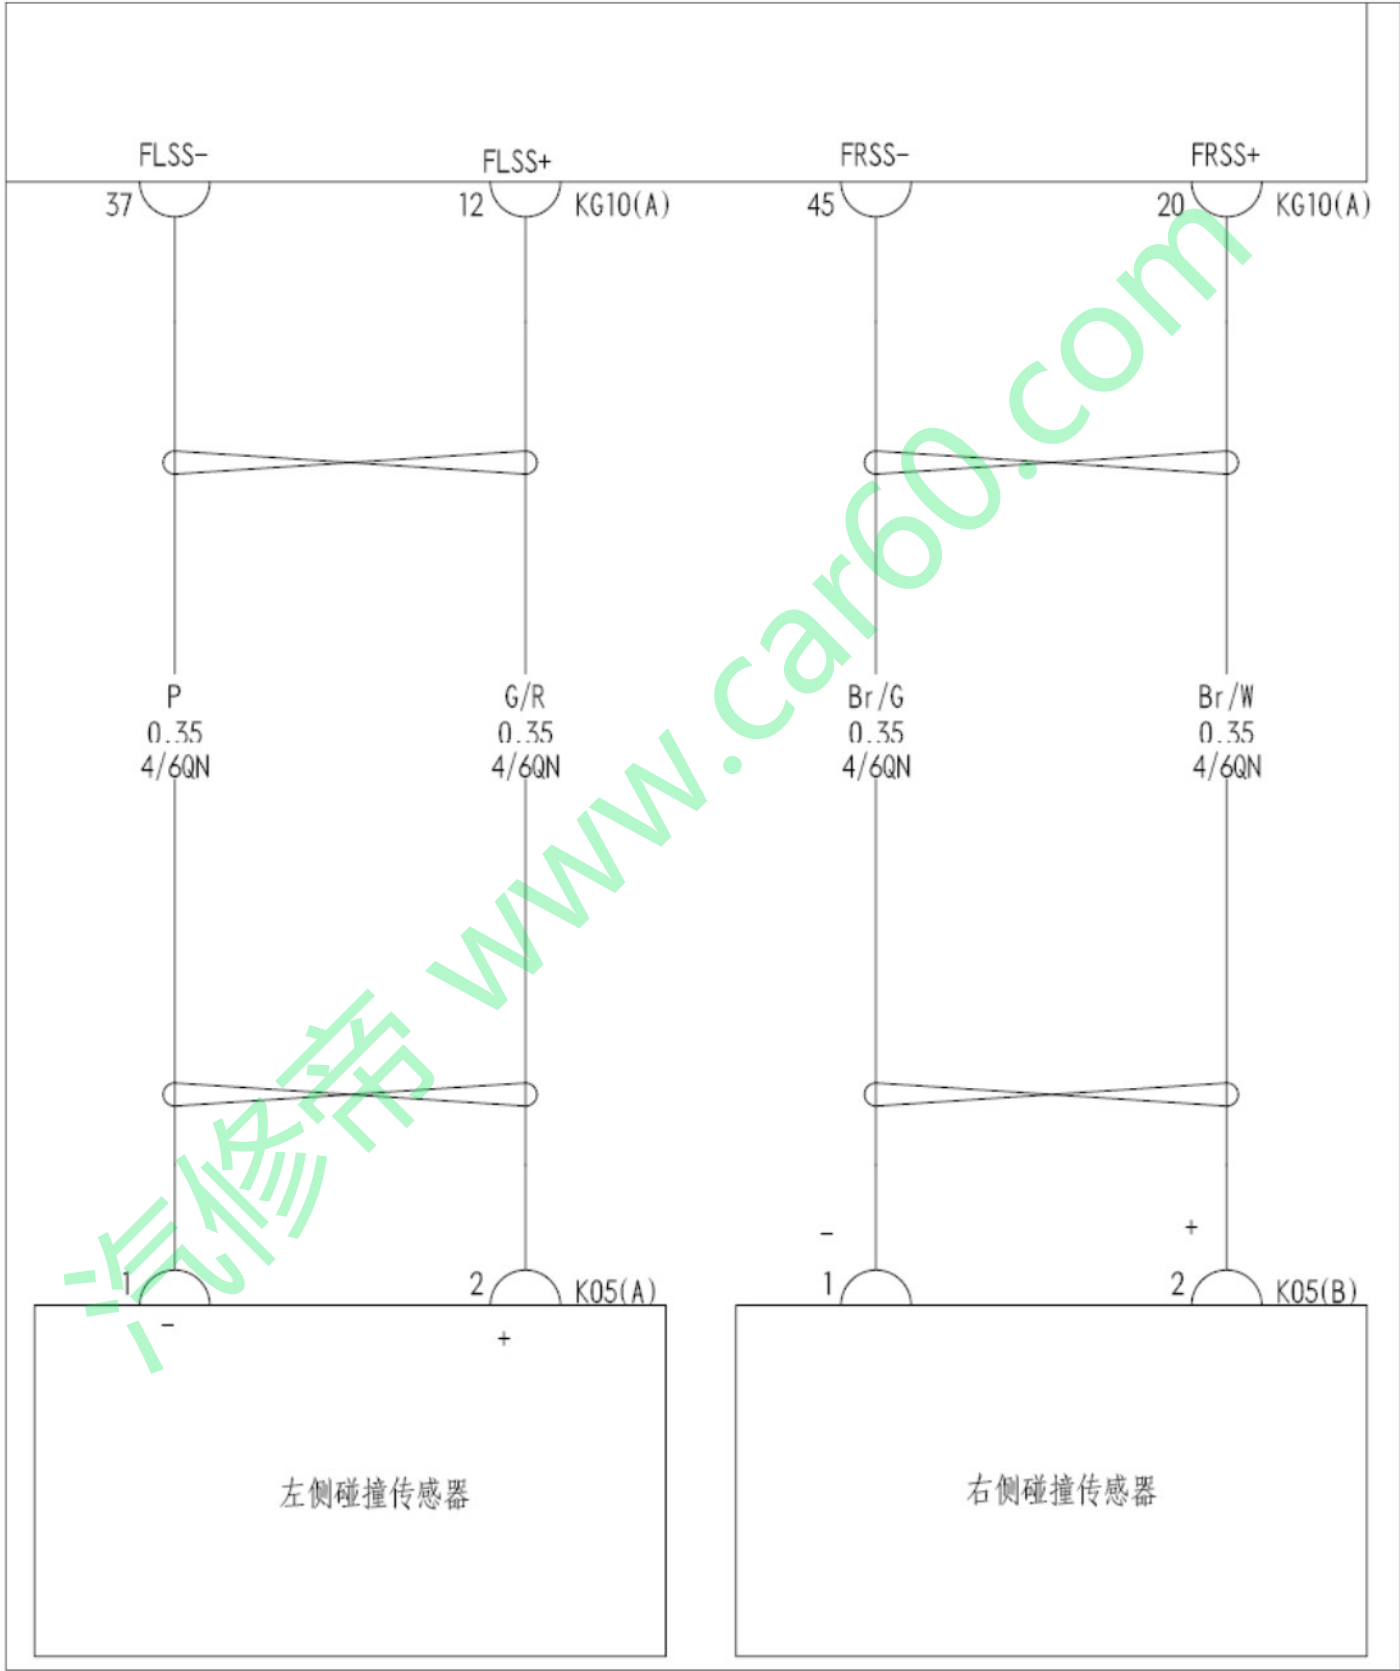 FLSS- FLSS+ FRSS- FRSS+
37 12 KG10(A) 45 20 KG10(A)
P G/R Br/G Br/W
0.35 0.35 0.35 0.35
4/6QN 4/6QN 4/6QN 4/6QN
- +
1 2 K05(A) 1 2 K05(B)
- +
左侧碰撞传感器 右侧碰撞传感器
汽修帝 www.car60.com